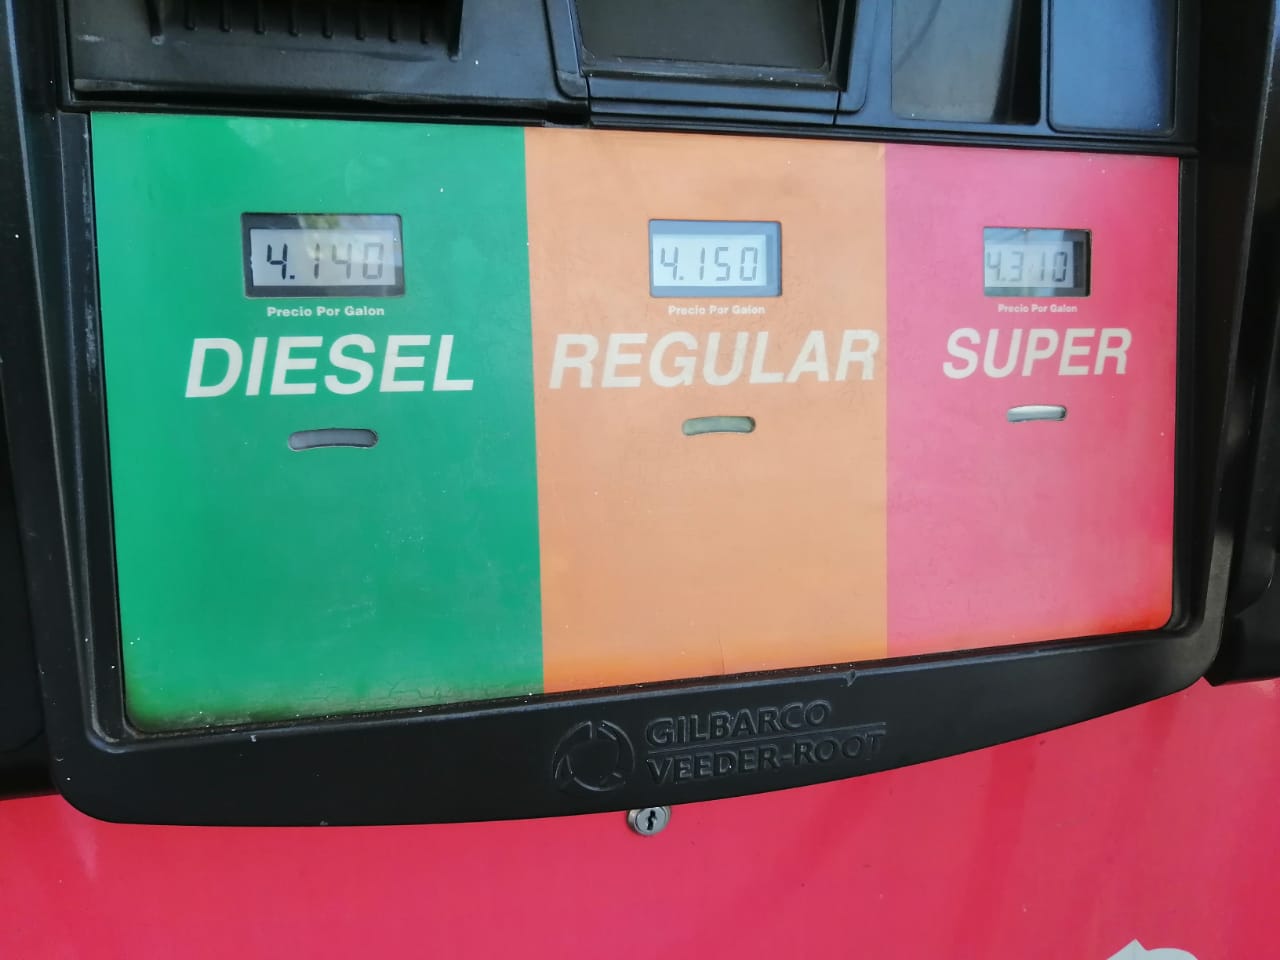 4.140
Precio Por Galon
DIESEL
4.150
Precio Por Galon
REGULAR
4.310
Precio Por Galon
SUPER
GILBARCO
VEEDER-ROOT